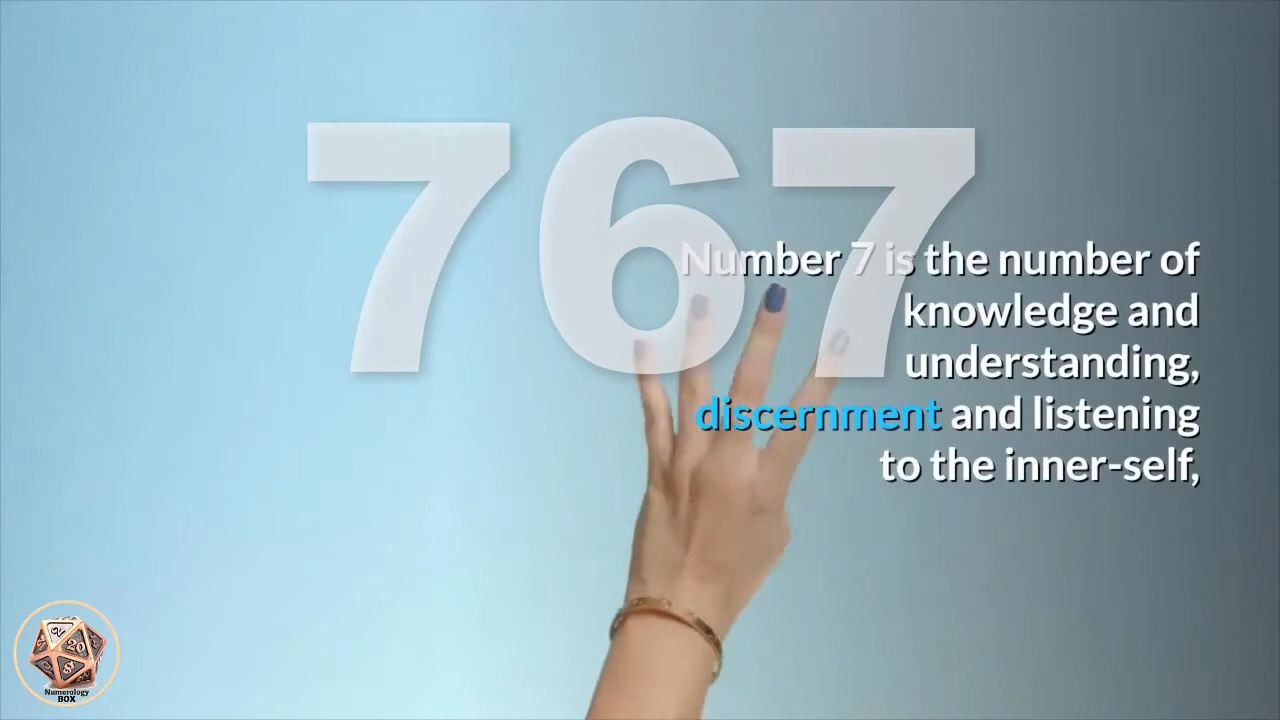 767
Number 7 is the number of
knowledge and
understanding,
discernment and listening
to the inner-self,
20
Numerology
BOX